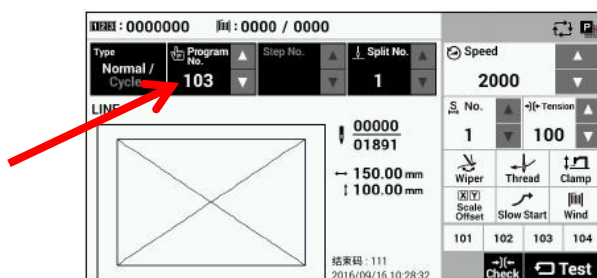 : 0000000 : 0000 / 0000
Type Program No. Step No. Split No. Speed
Normal / Cycle 103 1 2000
LINE
S No. Tension
1 100
00000
01891
↔ 150.00 mm
↕ 100.00 mm
Wiper Thread Clamp
XY Scale Offset Slow Start Wind
101 102 103 104
结束码 : 111
2016/09/16 10:28:32
Check Test